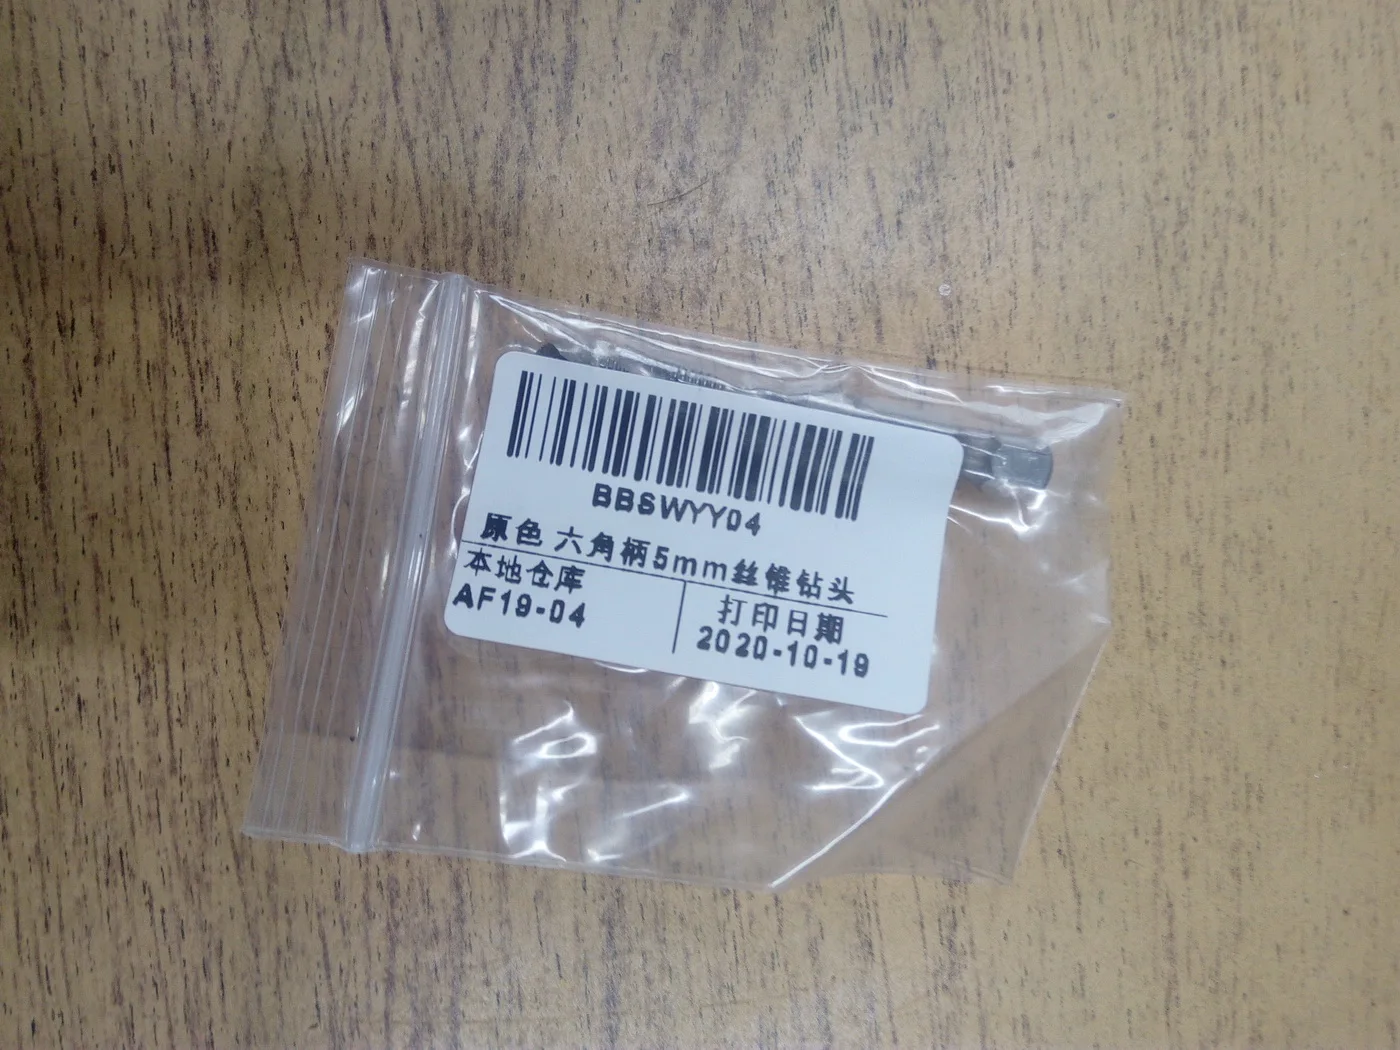 BBSWYY04
原色 六角柄5mm丝锥钻头
本地仓库
AF19-04
打印日期
2020-10-19